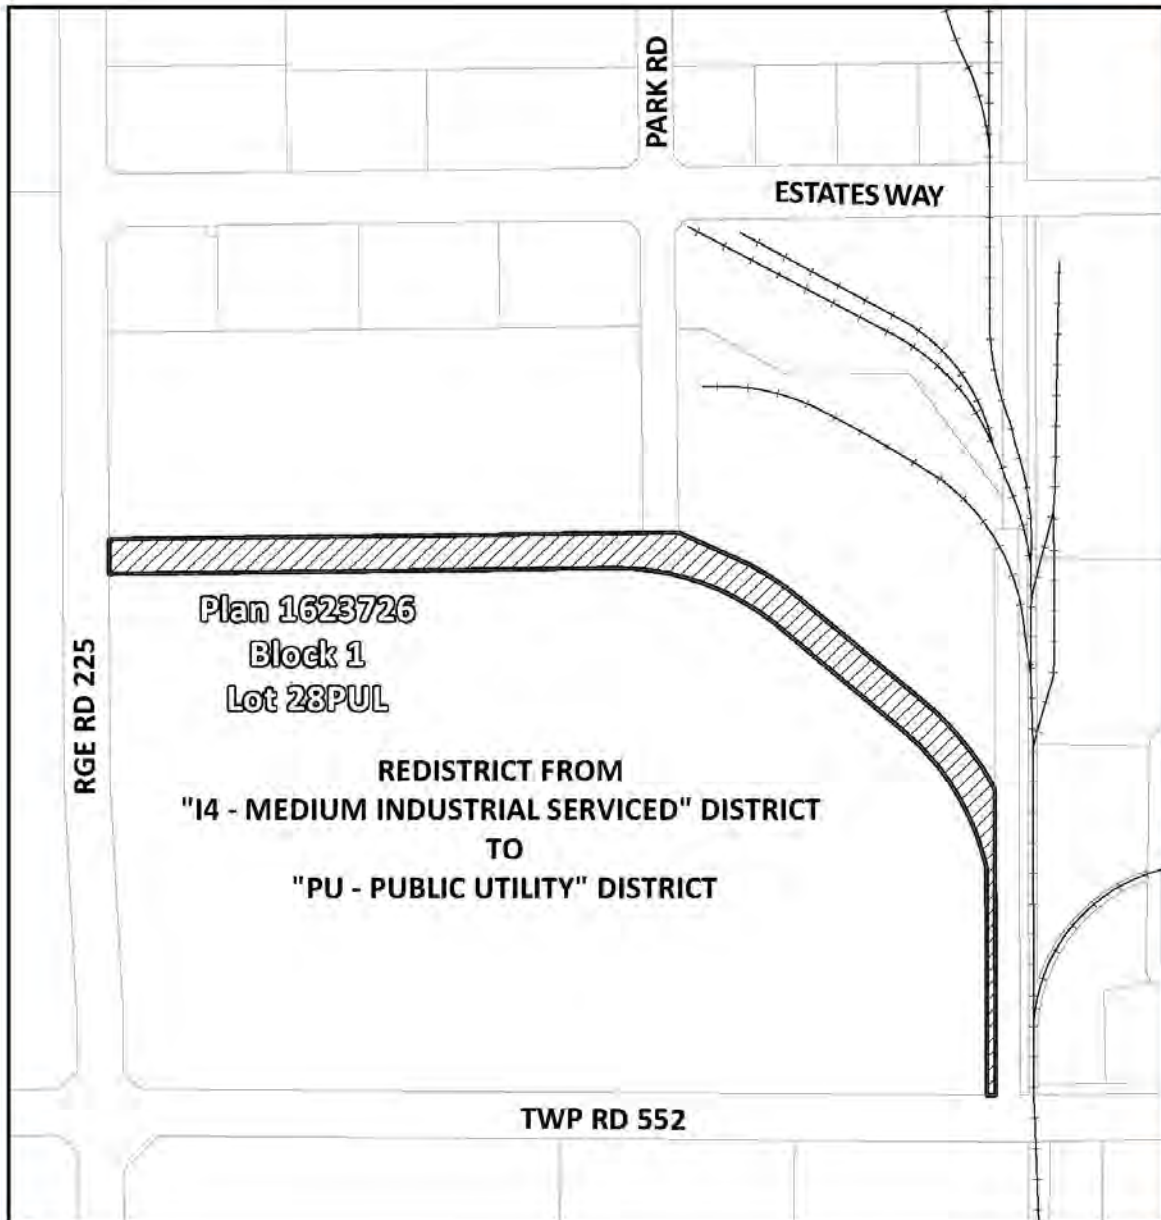 PARK RD
ESTATES WAY
Plan 1623726
Block 1
Lot 28PUL
RGE RD 225
REDISTRICT FROM
"I4 - MEDIUM INDUSTRIAL SERVICED" DISTRICT
TO
"PU - PUBLIC UTILITY" DISTRICT
TWP RD 552